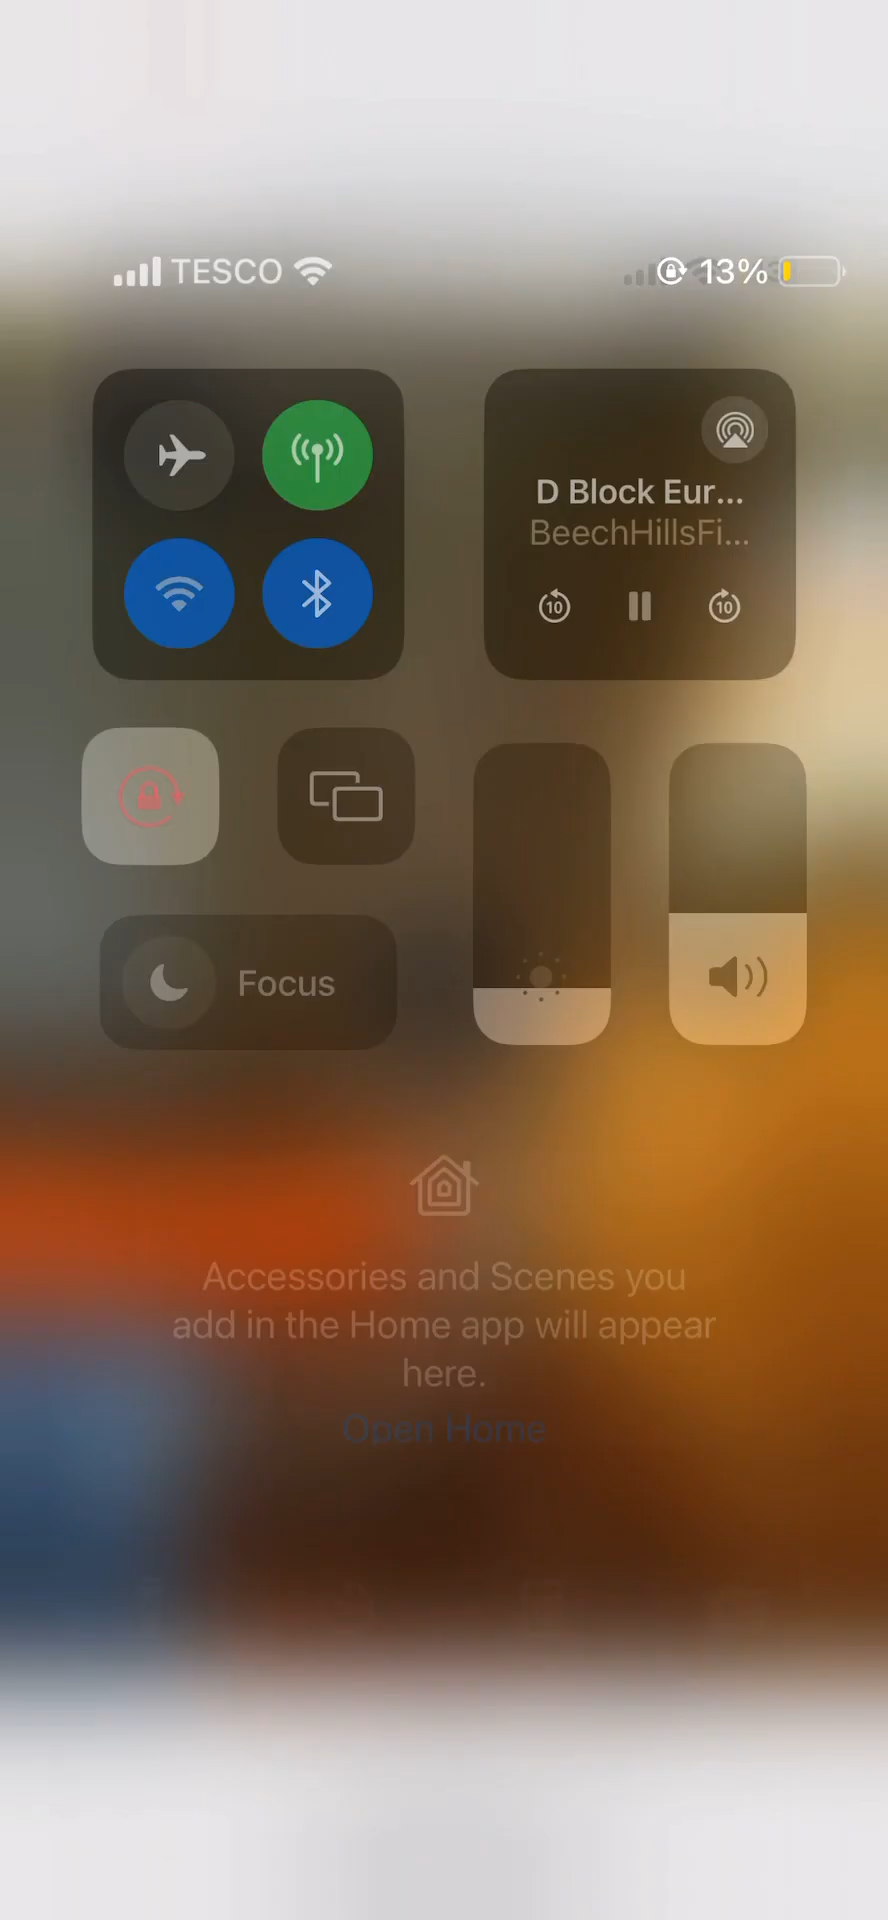 TESCO 13%
D Block Eur...
BeechHillsFi...
10 10
Focus
Accessories and Scenes you
add in the Home app will appear
here.
Open Home